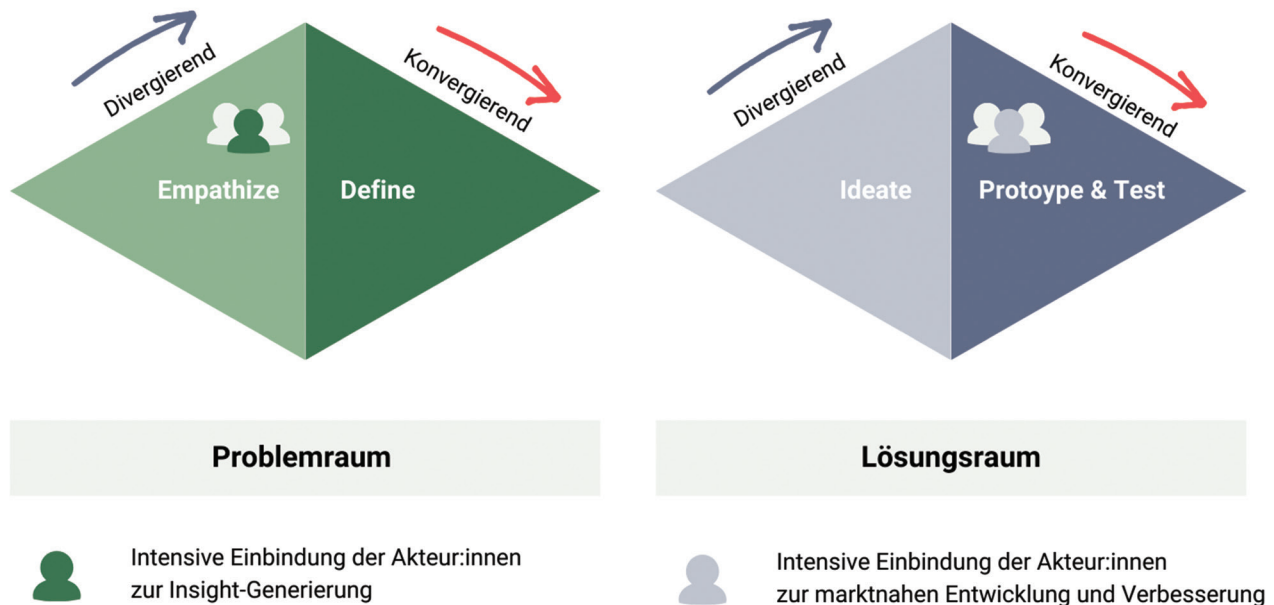 Divergierend
Konvergierend
Empathize
Define
Problemraum
Intensive Einbindung der Akteur:innen
zur Insight-Generierung
Divergierend
Konvergierend
Ideate
Protoype & Test
Lösungsraum
Intensive Einbindung der Akteur:innen
zur marktnahen Entwicklung und Verbesserung